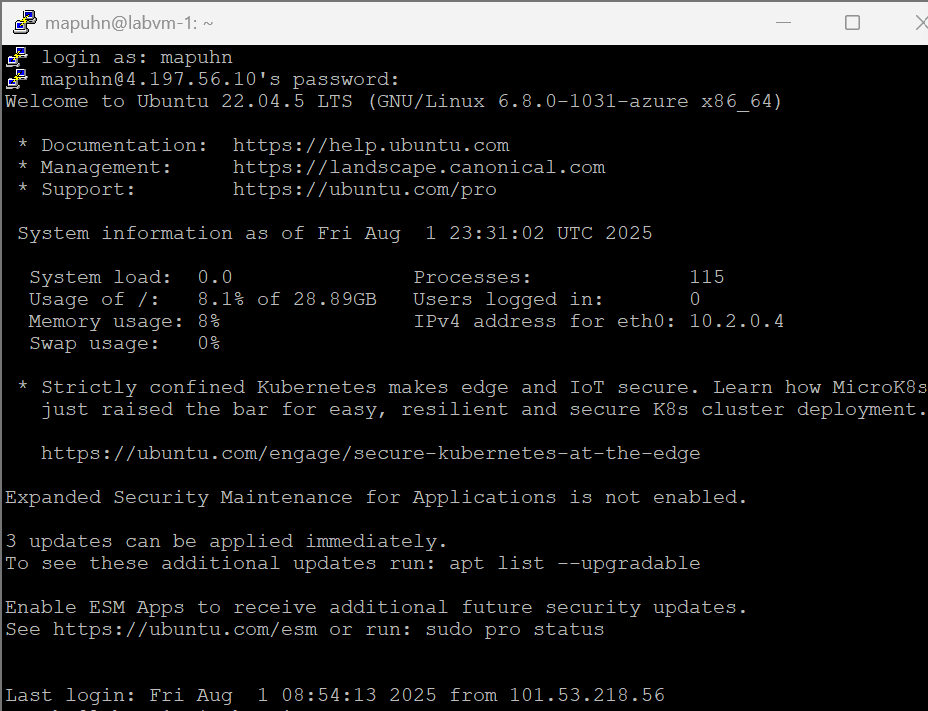 mapuhn@labvm-1: ~
login as: mapuhn
mapuhn@4.197.56.10's password:
Welcome to Ubuntu 22.04.5 LTS (GNU/Linux 6.8.0-1031-azure x86_64)
* Documentation:  https://help.ubuntu.com
* Management:     https://landscape.canonical.com
* Support:        https://ubuntu.com/pro
System information as of Fri Aug  1 23:31:02 UTC 2025
System load:  0.0               Processes:             115
Usage of /:   8.1% of 28.89GB   Users logged in:       0
Memory usage: 8%                IPv4 address for eth0: 10.2.0.4
Swap usage:   0%
* Strictly confined Kubernetes makes edge and IoT secure. Learn how MicroK8s
just raised the bar for easy, resilient and secure K8s cluster deployment.
https://ubuntu.com/engage/secure-kubernetes-at-the-edge
Expanded Security Maintenance for Applications is not enabled.
3 updates can be applied immediately.
To see these additional updates run: apt list --upgradable
Enable ESM Apps to receive additional future security updates.
See https://ubuntu.com/esm or run: sudo pro status
Last login: Fri Aug  1 08:54:13 2025 from 101.53.218.56